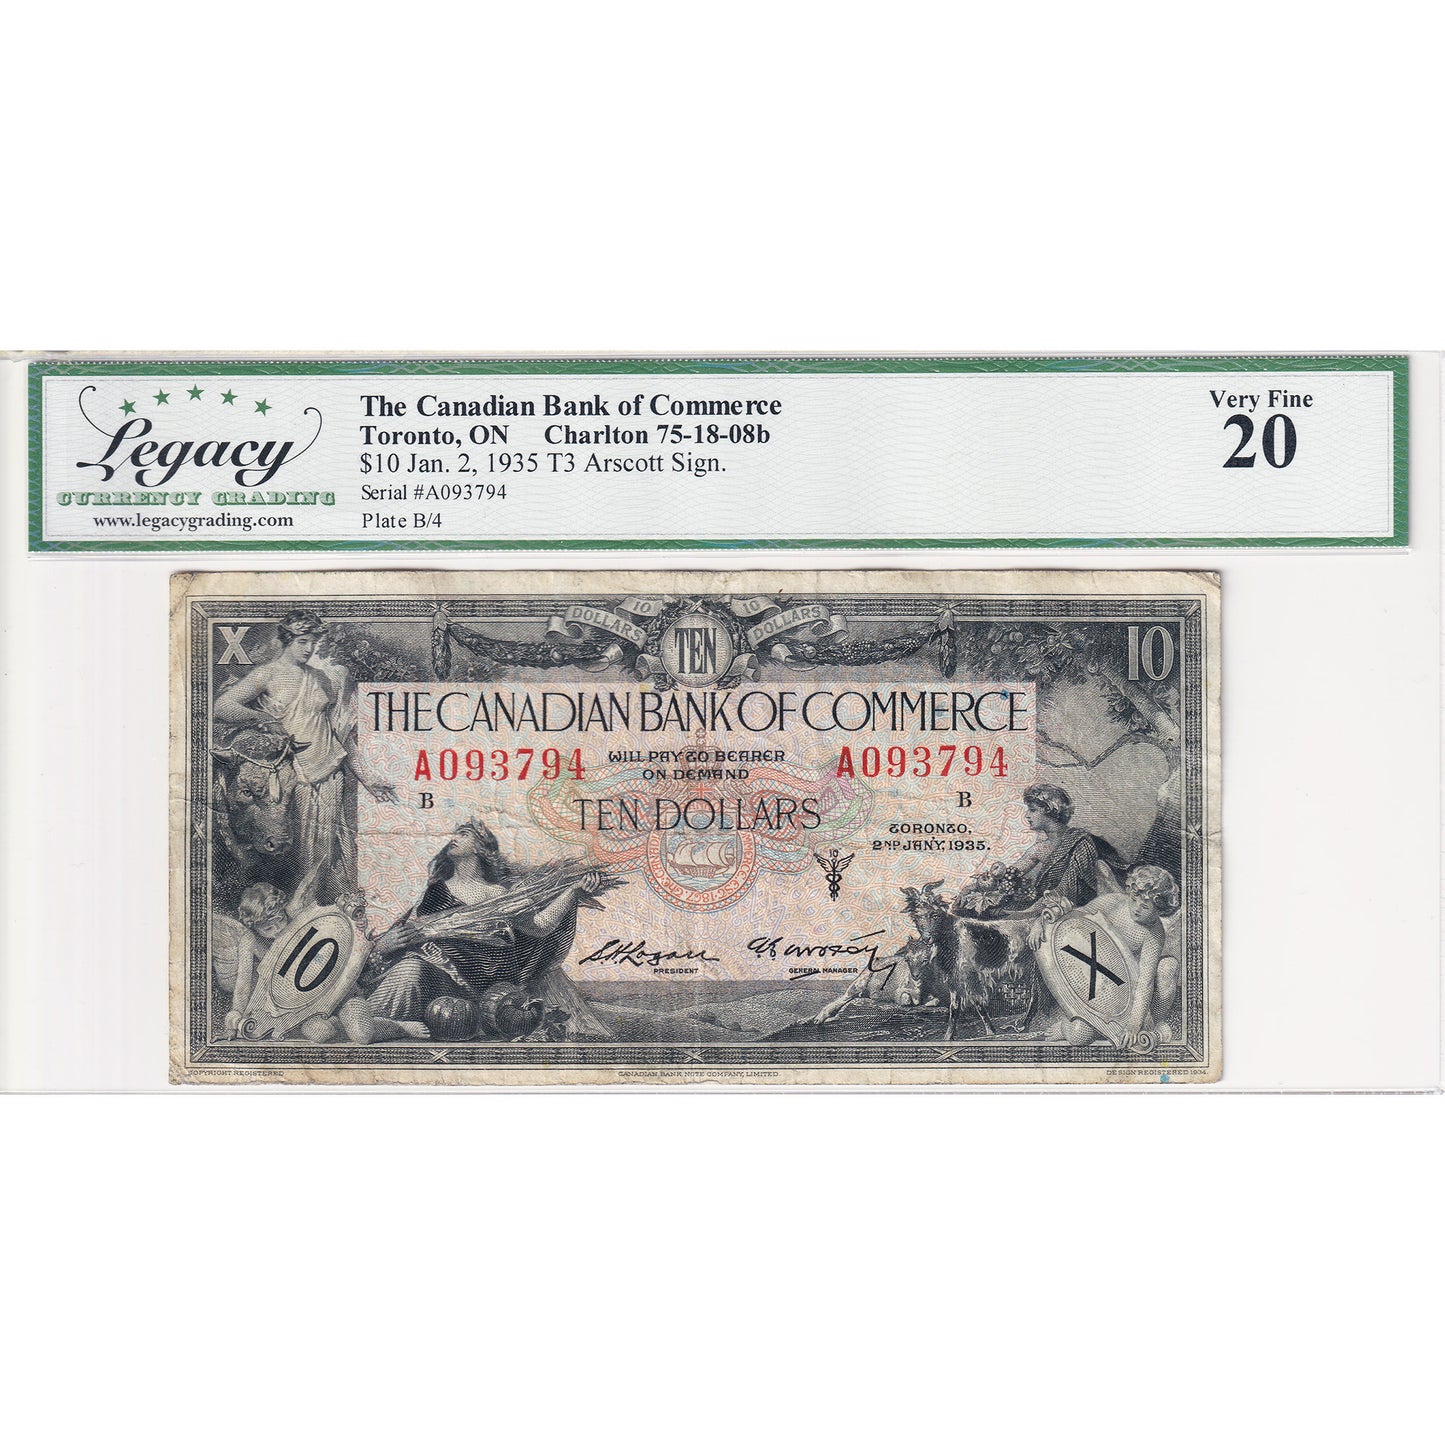 Legacy
CURRENCY GRADING
www.legacygrading.com
The Canadian Bank of Commerce
Toronto, ON Charlton 75-18-08b
$10 Jan. 2, 1935 T3 Arscott Sign.
Serial #A093794
Plate B/4
Very Fine
20
X
DOLLARS 10 TEN 10 DOLLARS
10
THE CANADIAN BANK OF COMMERCE
A093794 WILL PAY TO BEARER A093794
ON DEMAND
B TEN DOLLARS B
TORONTO,
2ND JANY, 1935.
10
10
X
S.H. Logan
PRESIDENT
GENERAL MANAGER
COPYRIGHT REGISTERED
CANADIAN BANK NOTE COMPANY, LIMITED.
DESIGN REGISTERED 1934.